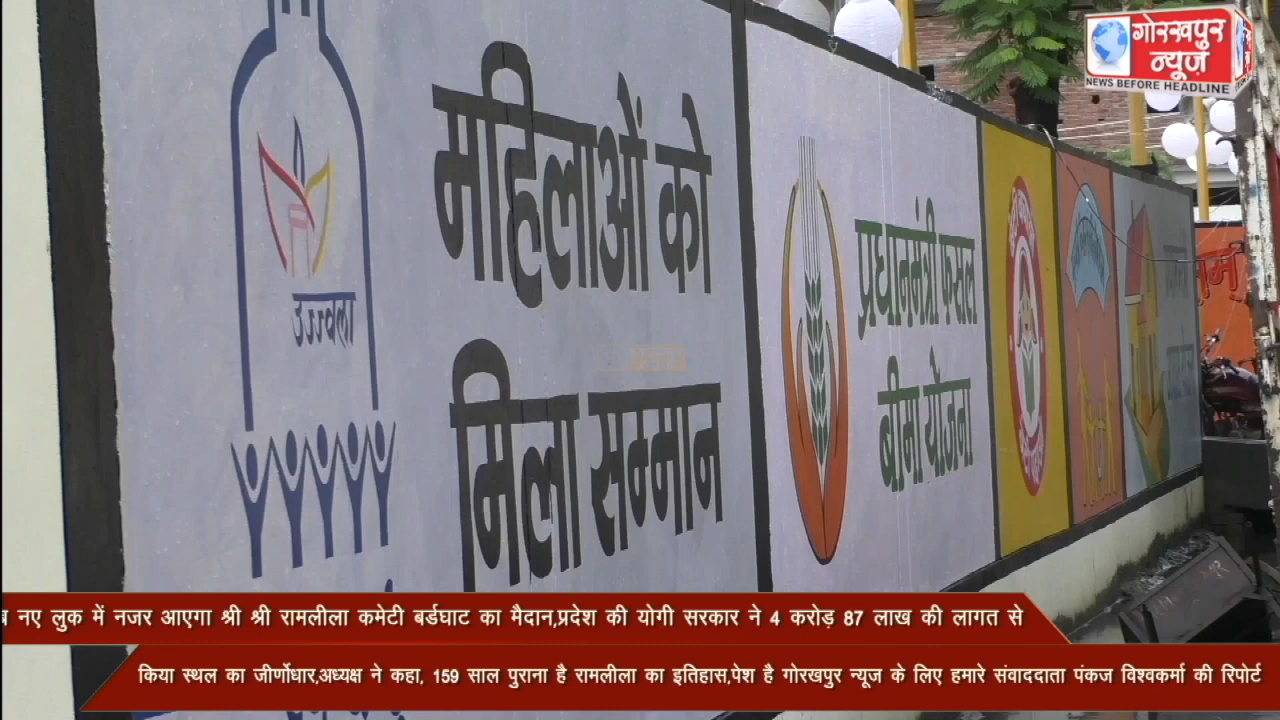 गोरखपुर
न्यूज़
NEWS BEFORE HEADLINE
महिलाओं को
मिला सम्मान
उज्ज्वला
प्रधानमंत्री फसल
बीमा योजना
नए लुक में नजर आएगा श्री श्री रामलीला कमेटी बर्डघाट का मैदान,प्रदेश की योगी सरकार ने 4 करोड़ 87 लाख की लागत से
किया स्थल का जीर्णोधार,अध्यक्ष ने कहा, 159 साल पुराना है रामलीला का इतिहास,पेश है गोरखपुर न्यूज के लिए हमारे संवाददाता पंकज विश्वकर्मा की रिपोर्ट